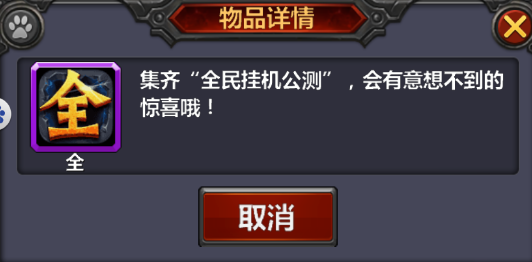 物品详情
集齐“全民挂机公测”，会有意想不到的
惊喜哦！
全
全
取消